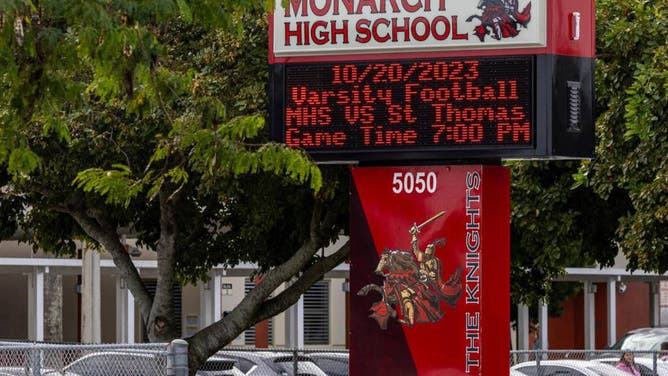 MONARCH
HIGH SCHOOL
10/20/2023
Varsity Football
MHS VS St Thomas
Game Time 7:00 PM
5050
THE KNIGHTS